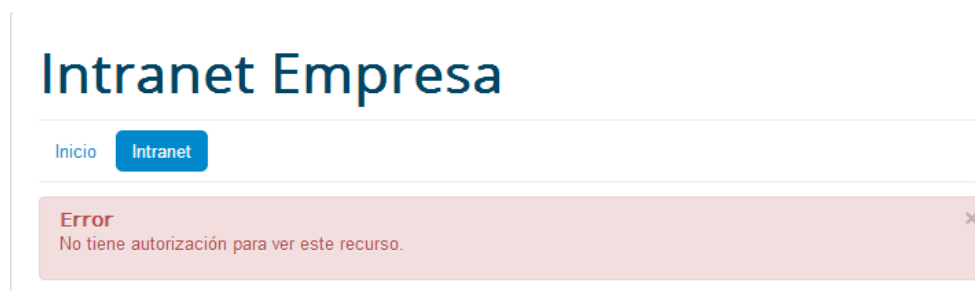 Intranet Empresa
Inicio Intranet
Error
No tiene autorización para ver este recurso.
×